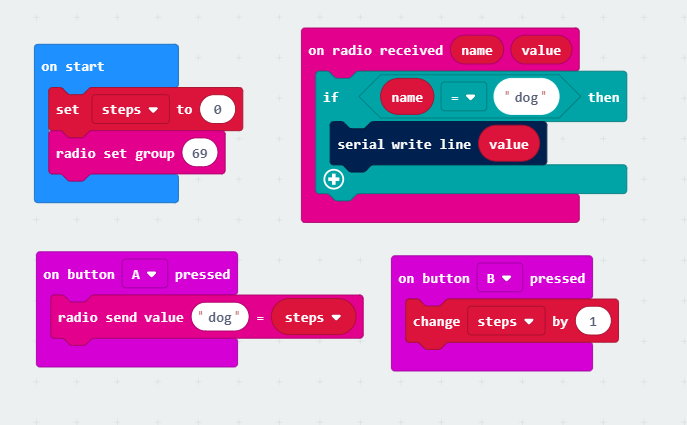 on start
set steps to 0
radio set group 69
on radio received name value
if name = "dog" then
serial write line value
on button A pressed
radio send value "dog" = steps
on button B pressed
change steps by 1